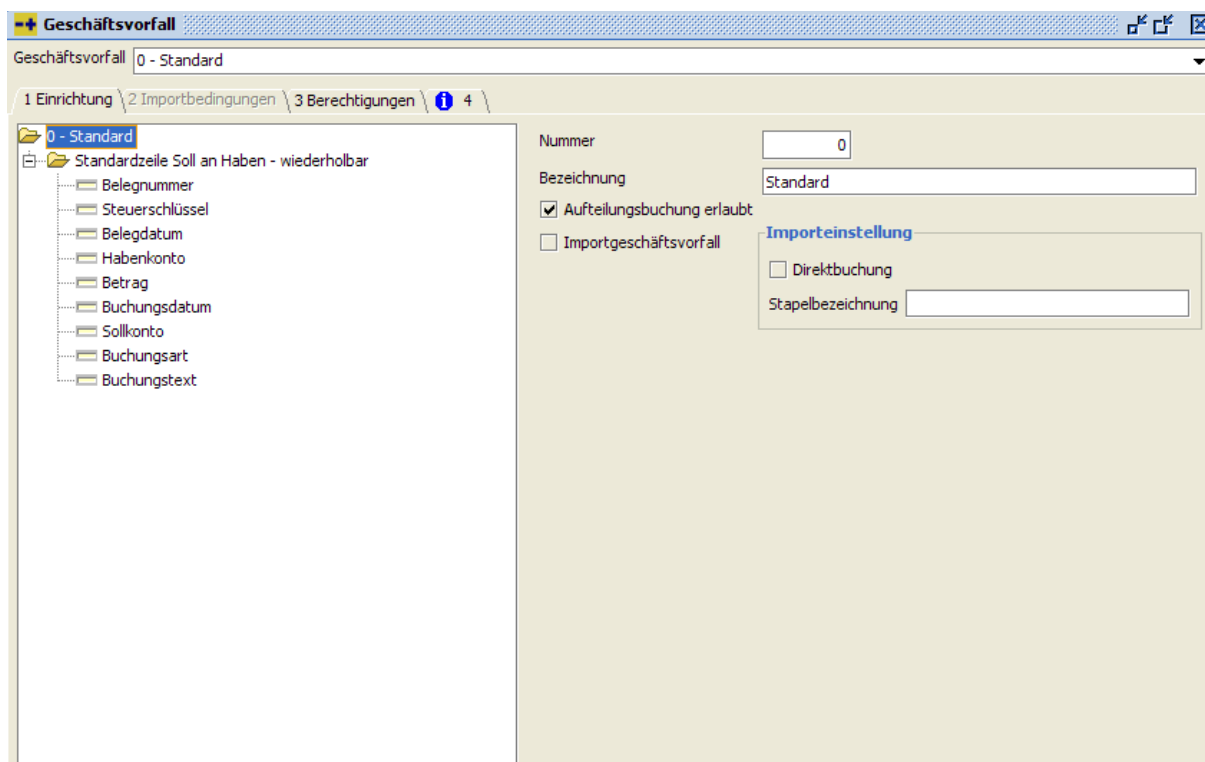 Geschäftsvorfall
Geschäftsvorfall 0 - Standard
1 Einrichtung 2 Importbedingungen 3 Berechtigungen 4
0 - Standard
Standardzeile Soll an Haben - wiederholbar
Belegnummer
Steuerschlüssel
Belegdatum
Habenkonto
Betrag
Buchungsdatum
Sollkonto
Buchungsart
Buchungstext
Nummer 0
Bezeichnung Standard
Aufteilungsbuchung erlaubt
Importgeschäftsvorfall
Importeinstellung
Direktbuchung
Stapelbezeichnung